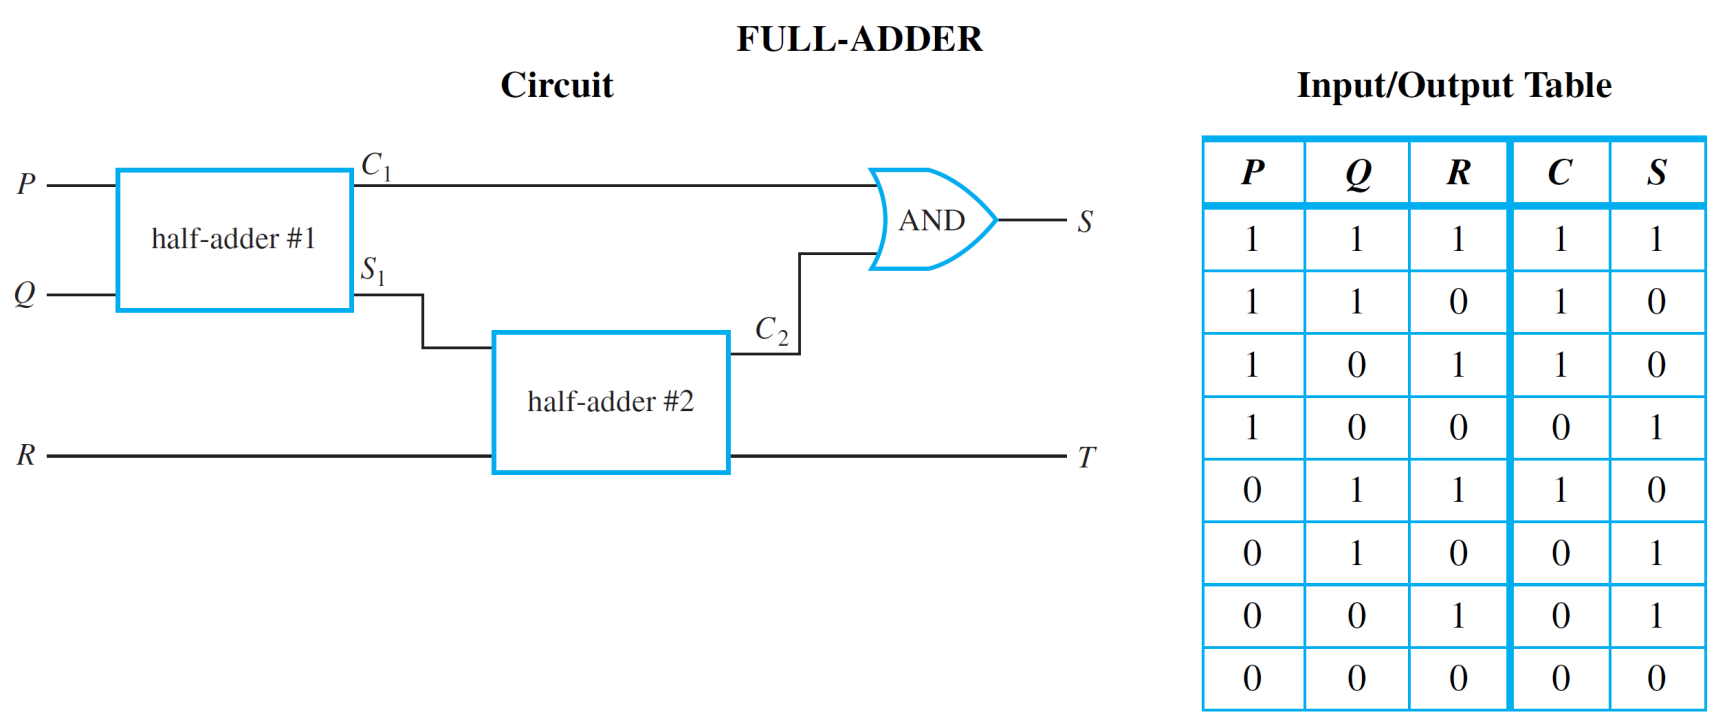 FULL-ADDER
Circuit
P
Q
R
half-adder #1
C1
S1
half-adder #2
C2
AND
S
T
Input/Output Table
P Q R C S
1 1 1 1 1
1 1 0 1 0
1 0 1 1 0
1 0 0 0 1
0 1 1 1 0
0 1 0 0 1
0 0 1 0 1
0 0 0 0 0